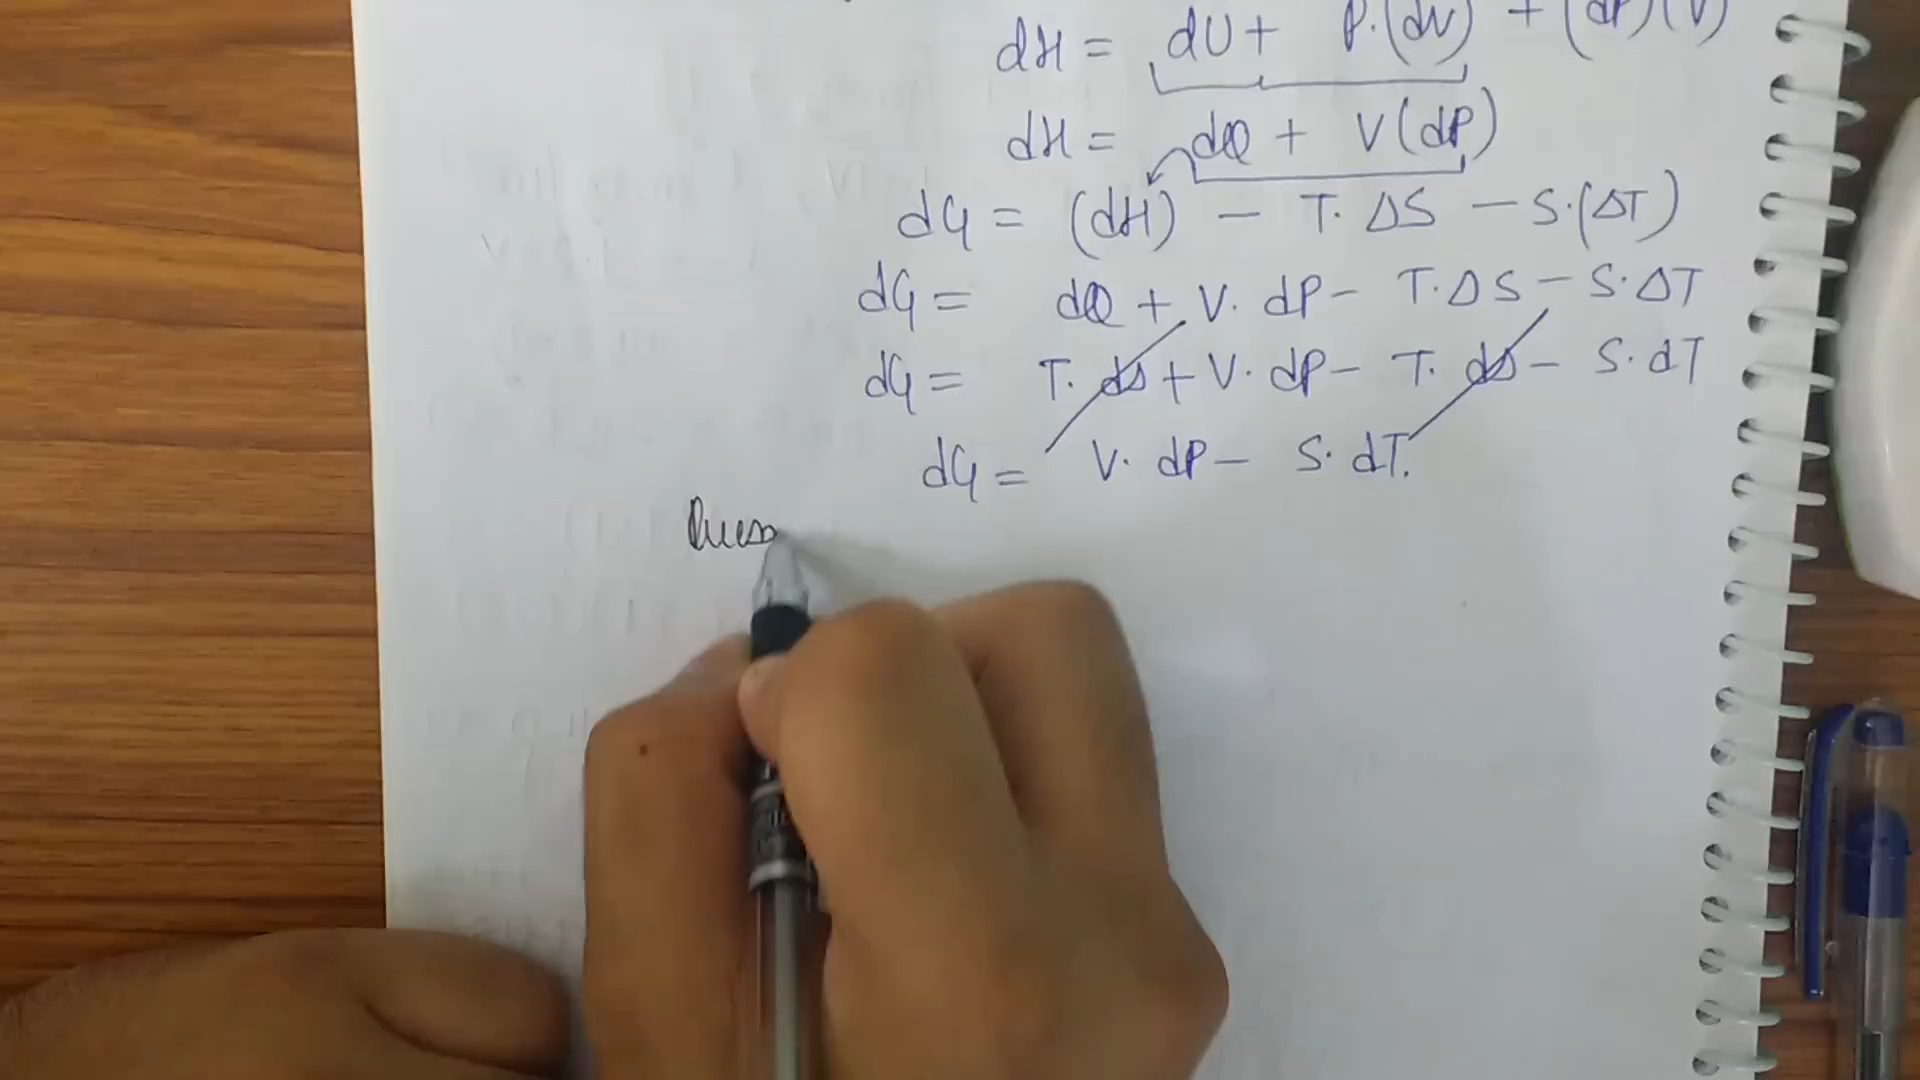 dH = dU + P.(dV) + (dP)(V)
dH = dQ + V(dP)
dG = (dH) - T. ΔS - S.(ΔT)
dG = dQ + V. dP - T. ΔS - S. ΔT
dG = T. ds + V. dP - T. ds - S. dT
dG = V. dP - S. dT.
Ques